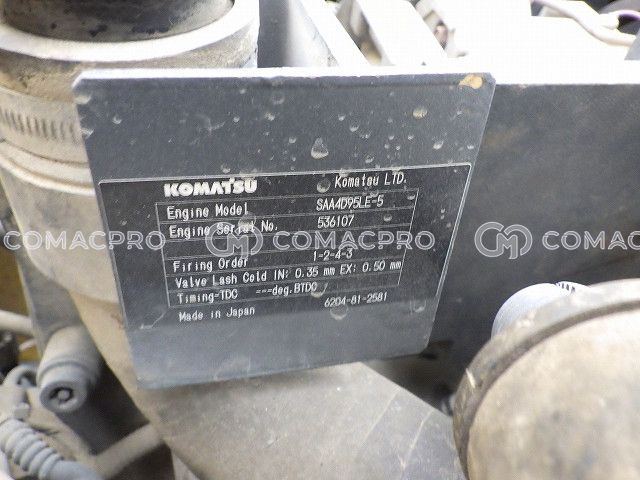 KOMATSU Komatsu LTD.
Engine Model SAA4D95LE-5
Engine Serial No. 536107
Firing Order 1-2-4-3
Valve Lash Cold IN: 0.35 mm EX: 0.50 mm
Timing-TDC ---deg.BTDC
Made in Japan 6204-81-2581
COMACPRO COMACPRO COMACPRO